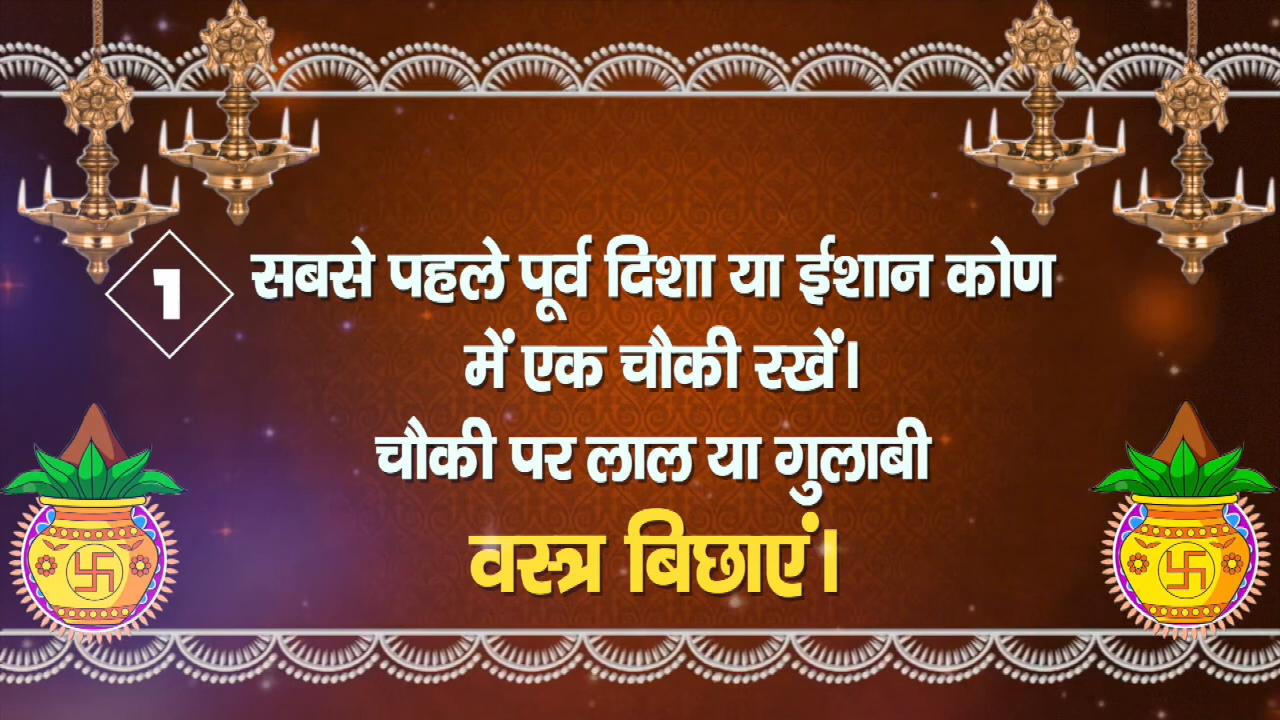 1 सबसे पहले पूर्व दिशा या ईशान कोण
में एक चौकी रखें।
चौकी पर लाल या गुलाबी
वस्त्र बिछाएं।